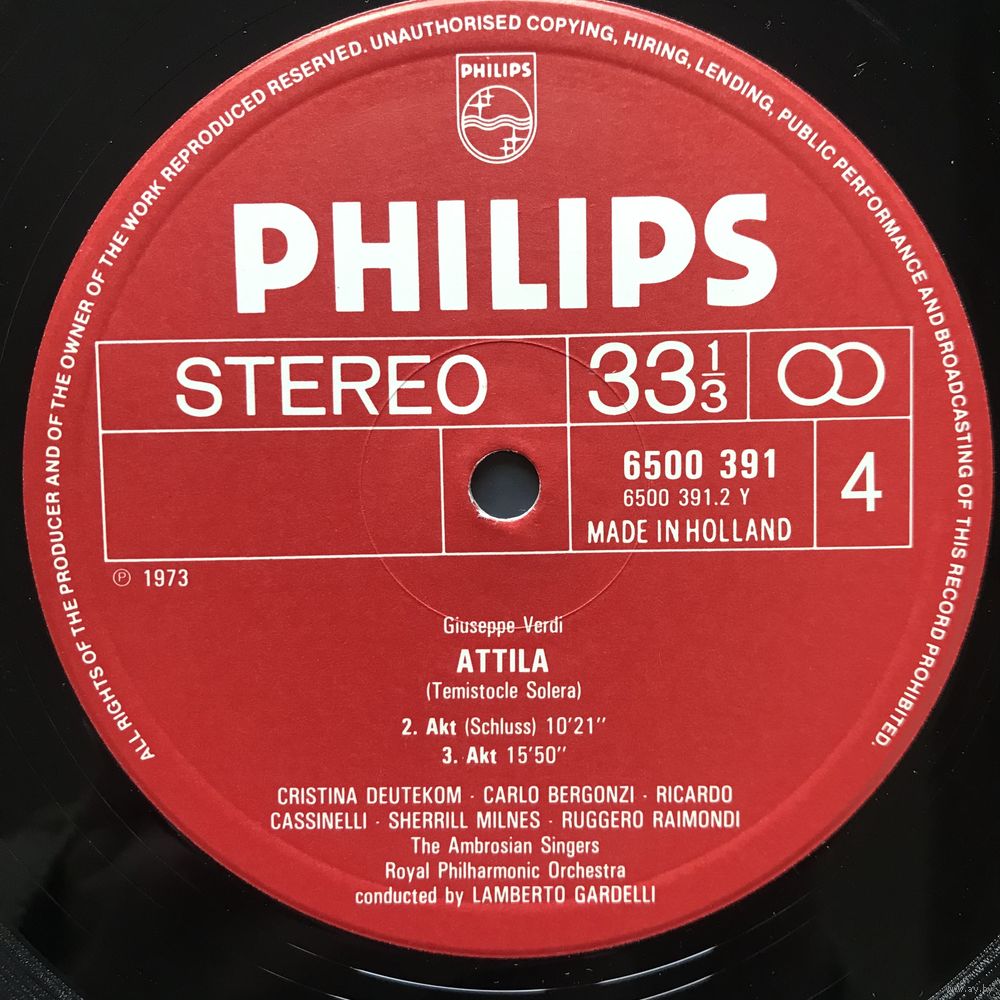 ALL RIGHTS OF THE PRODUCER AND OF THE OWNER OF THE WORK REPRODUCED RESERVED. UNAUTHORISED COPYING, HIRING, LENDING, PUBLIC PERFORMANCE AND BROADCASTING OF THIS RECORD PROHIBITED.
PHILIPS
PHILIPS
STEREO
33 1/3
6500 391
6500 391.2 Y
MADE IN HOLLAND
4
℗ 1973
Giuseppe Verdi
ATTILA
(Temistocle Solera)
2. Akt (Schluss) 10'21''
3. Akt 15'50''
CRISTINA DEUTEKOM · CARLO BERGONZI · RICARDO
CASSINELLI · SHERRILL MILNES · RUGGERO RAIMONDI
The Ambrosian Singers
Royal Philharmonic Orchestra
conducted by LAMBERTO GARDELLI